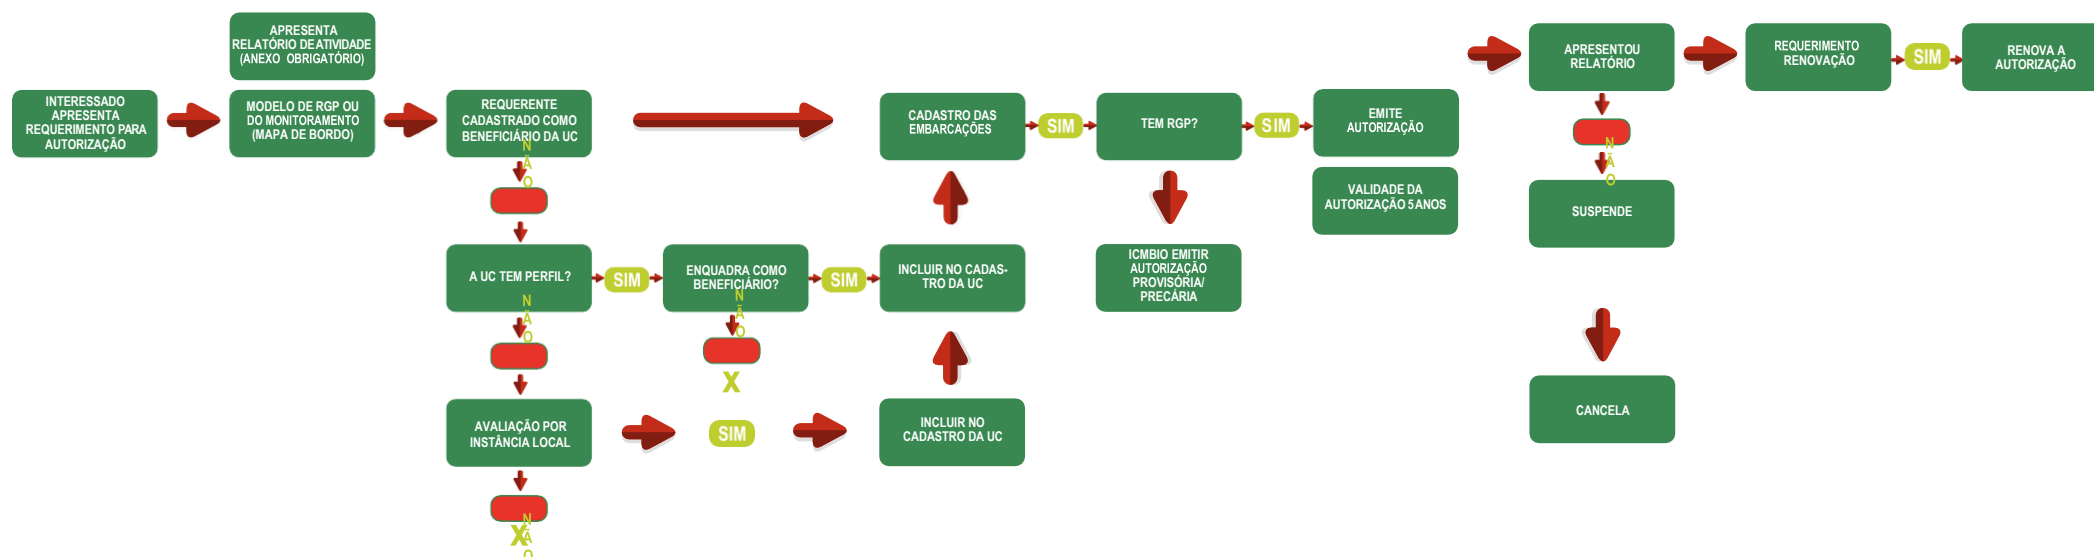 APRESENTA
RELATÓRIO DEATIVIDADE
(ANEXO OBRIGATÓRIO)
INTERESSADO
APRESENTA
REQUERIMENTO PARA
AUTORIZAÇÃO
MODELO DE RGP OU
DO MONITORAMENTO
(MAPA DE BORDO)
REQUERENTE
CADASTRADO COMO
BENEFICIÁRIO DA UC
NÃO
A UC TEM PERFIL?
SIM
ENQUADRA COMO
BENEFICIÁRIO?
SIM
INCLUIR NO CADAS-
TRO DA UC
NÃO
NÃO
X
AVALIAÇÃO POR
INSTÂNCIA LOCAL
SIM
INCLUIR NO
CADASTRO DA UC
NÃO
X
CADASTRO DAS
EMBARCAÇÕES
SIM
TEM RGP?
SIM
EMITE
AUTORIZAÇÃO
VALIDADE DA
AUTORIZAÇÃO 5 ANOS
ICMBIO EMITIR
AUTORIZAÇÃO
PROVISÓRIA/
PRECÁRIA
APRESENTOU
RELATÓRIO
REQUERIMENTO
RENOVAÇÃO
SIM
RENOVA A
AUTORIZAÇÃO
NÃO
SUSPENDE
CANCELA